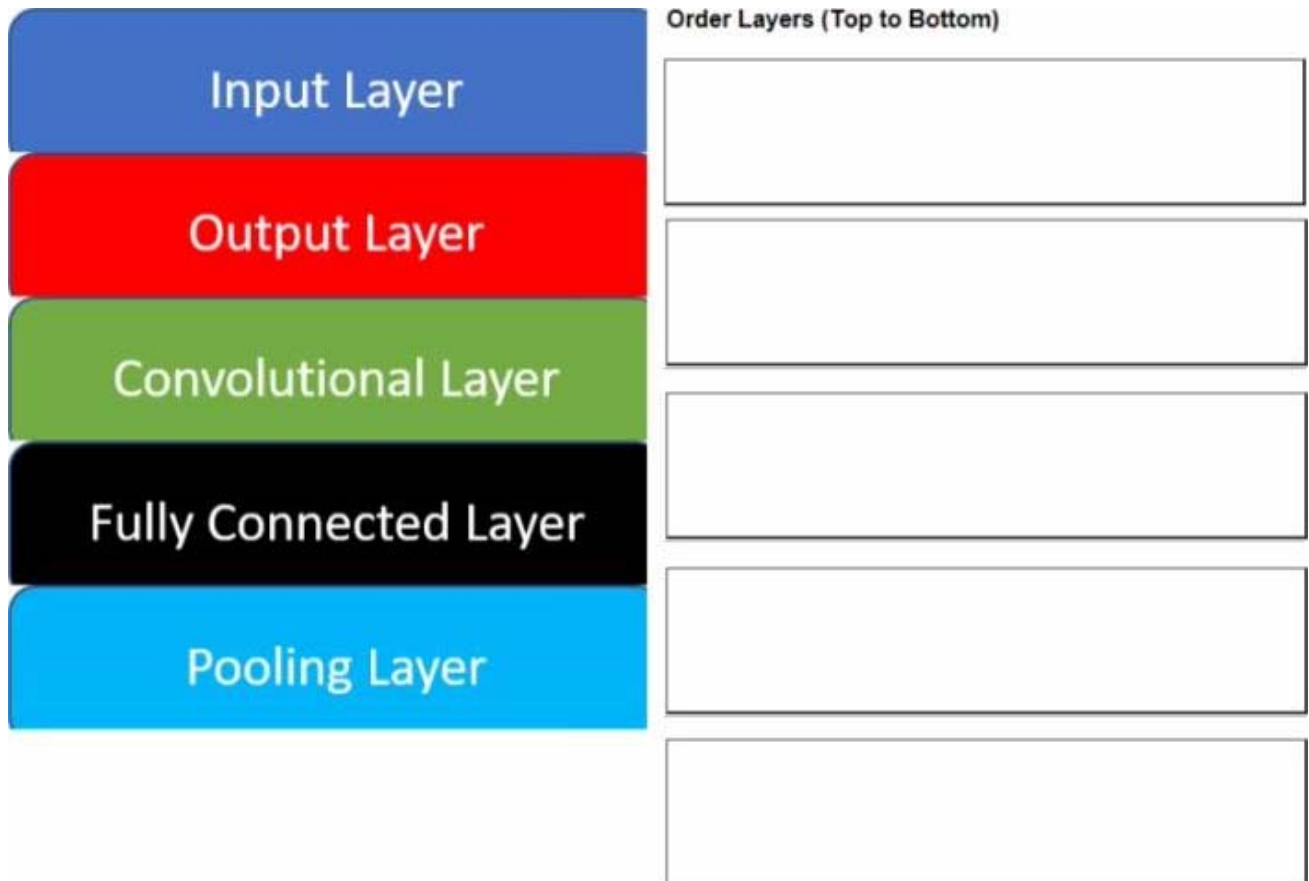 Order Layers (Top to Bottom)
Input Layer
Output Layer
Convolutional Layer
Fully Connected Layer
Pooling Layer